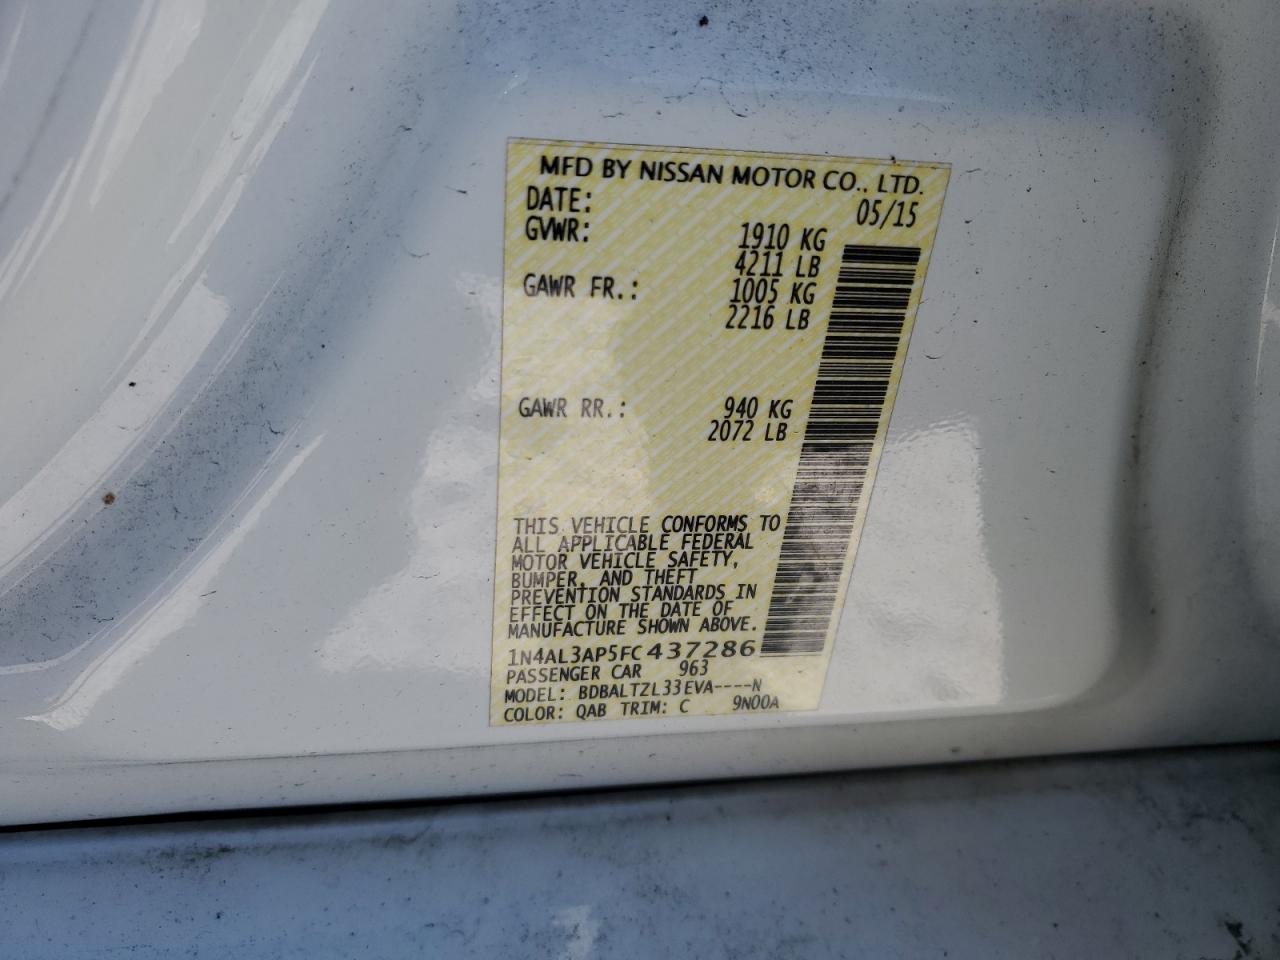 MFD BY NISSAN MOTOR CO., LTD.
DATE: 05/15
GVWR: 1910 KG
4211 LB
GAWR FR.: 1005 KG
2216 LB
GAWR RR.: 940 KG
2072 LB
THIS VEHICLE CONFORMS TO
ALL APPLICABLE FEDERAL
MOTOR VEHICLE SAFETY,
BUMPER, AND THEFT
PREVENTION STANDARDS IN
EFFECT ON THE DATE OF
MANUFACTURE SHOWN ABOVE.
1N4AL3AP5FC437286
PASSENGER CAR 963
MODEL: BDBALTZL33EVA----N
COLOR: QAB TRIM: C 9N00A